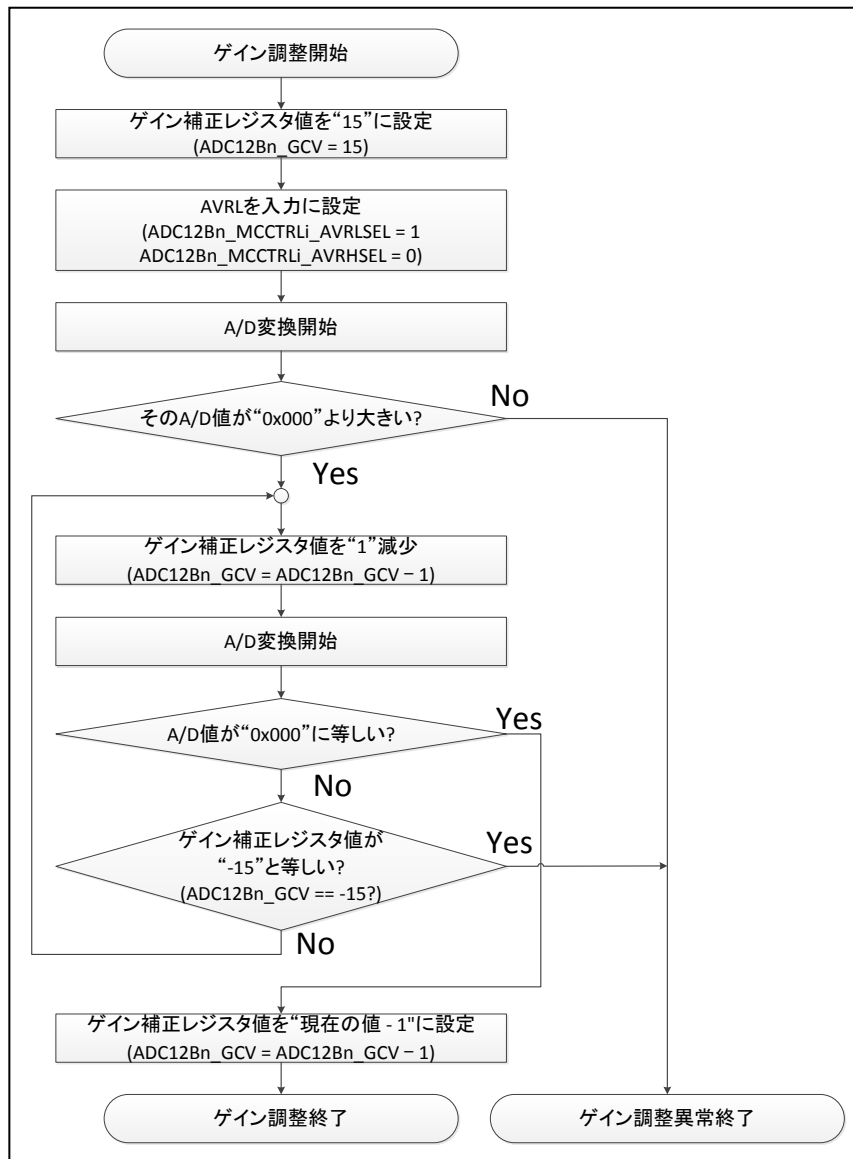 ゲイン調整開始
ゲイン補正レジスタ値を“15”に設定
(ADC12Bn_GCV = 15)
AVRLを入力に設定
(ADC12Bn_MCCTRLi_AVRLSEL = 1
ADC12Bn_MCCTRLi_AVRHSEL = 0)
A/D変換開始
そのA/D値が“0x000”より大きい?
No
Yes
ゲイン補正レジスタ値を“1”減少
(ADC12Bn_GCV = ADC12Bn_GCV − 1)
A/D変換開始
A/D値が“0x000”に等しい?
Yes
No
ゲイン補正レジスタ値が
“-15”と等しい?
(ADC12Bn_GCV == -15?)
Yes
No
ゲイン補正レジスタ値を“現在の値 - 1"に設定
(ADC12Bn_GCV = ADC12Bn_GCV − 1)
ゲイン調整終了
ゲイン調整異常終了